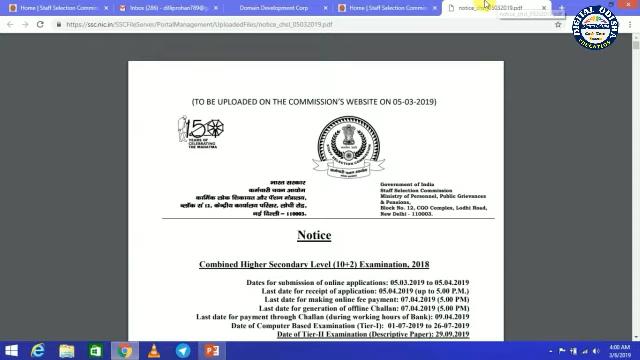 Home | Staff Selection Commis
Inbox (286) - dilliprohan789@g
Domain Development Corp
Home | Staff Selection Commis
notice_chsl_05032019.pdf
https://ssc.nic.in/SSCFileServer/PortalManagement/UploadedFiles/notice_chsl_05032019.pdf
DIGITAL ODISHA
EDUCATION
(TO BE UPLOADED ON THE COMMISSION'S WEBSITE ON 05-03-2019)
150
YEARS OF
CELEBRATING
THE MAHATMA
भारत सरकार
कर्मचारी चयन आयोग
कार्मिक लोक शिकायत और पेंशन मंत्रालय,
ब्लॉक सं 12, केन्द्रीय कार्यालय परिसर, लोधी रोड,
नई दिल्ली –110003.
Government of India
Staff Selection Commission
Ministry of Personnel, Public Grievances
& Pensions,
Block No. 12, CGO Complex, Lodhi Road,
New Delhi - 110003.
Notice
Combined Higher Secondary Level (10+2) Examination, 2018
Dates for submission of online applications: 05.03.2019 to 05.04.2019
Last date for receipt of application: 05.04.2019 (up to 5.00 P.M.)
Last date for making online fee payment: 07.04.2019 (5.00 PM)
Last date for generation of offline Challan: 07.04.2019 (5.00 PM)
Last date for payment through Challan (during working hours of Bank): 09.04.2019
Date of Computer Based Examination (Tier-I): 01-07-2019 to 26-07-2019
Date of Tier-II Examination (Descriptive Paper): 29.09.2019
4:00 AM
3/6/2019